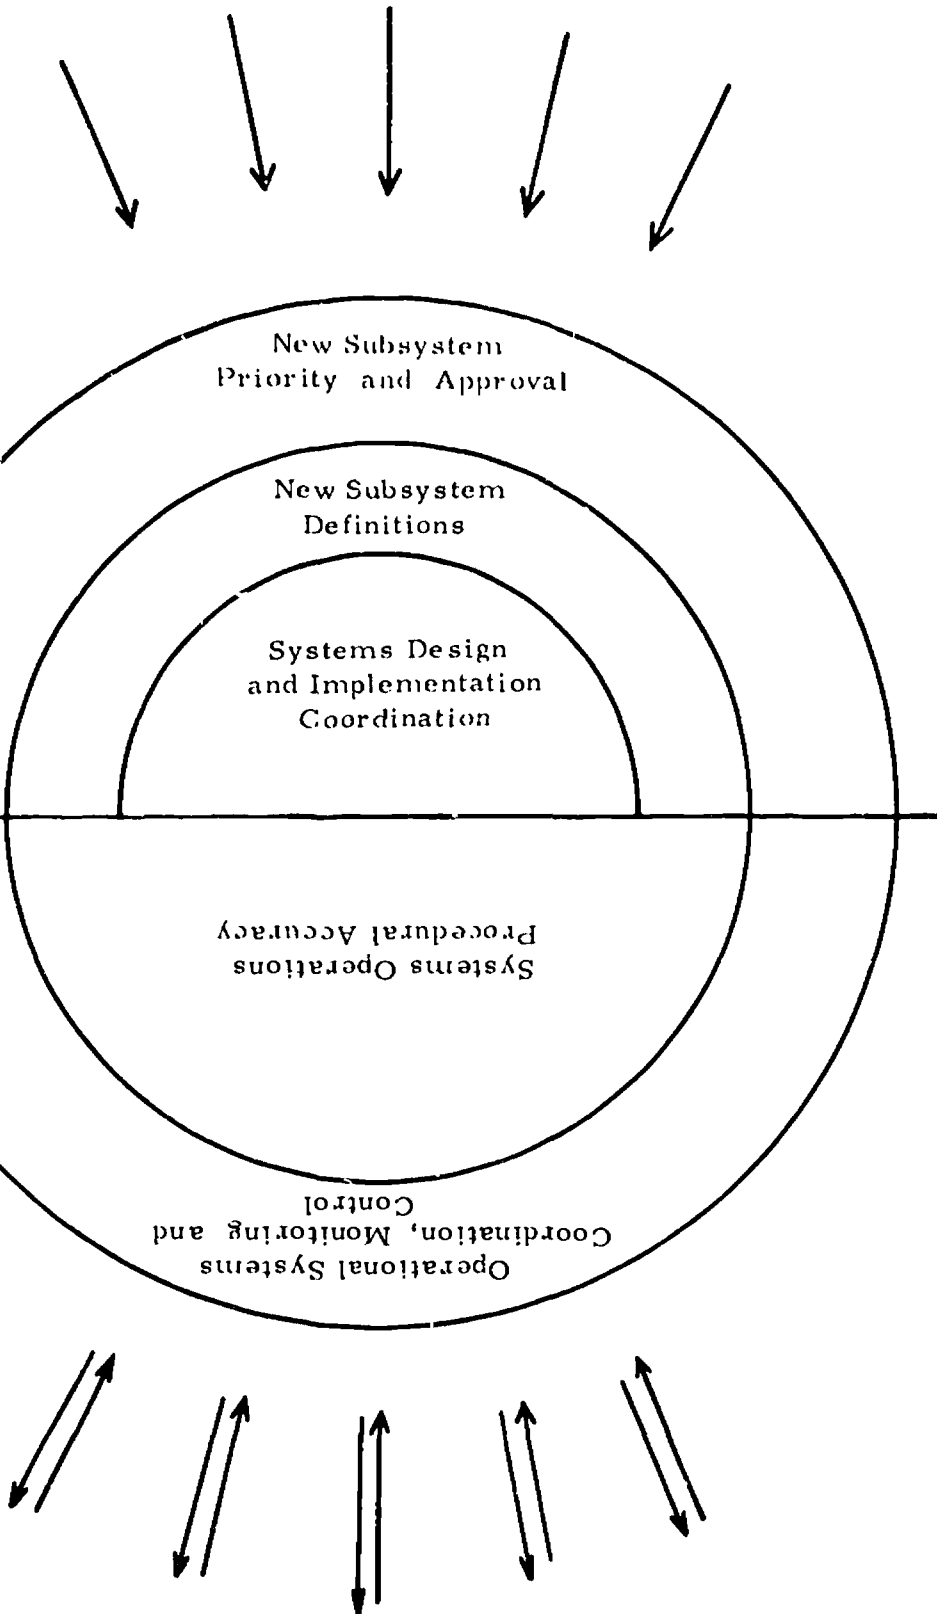 New Subsystem
Priority and Approval
New Subsystem
Definitions
Systems Design
and Implementation
Coordination
Systems Operations
Procedural Accuracy
Operational Systems
Coordination, Monitoring and
Control